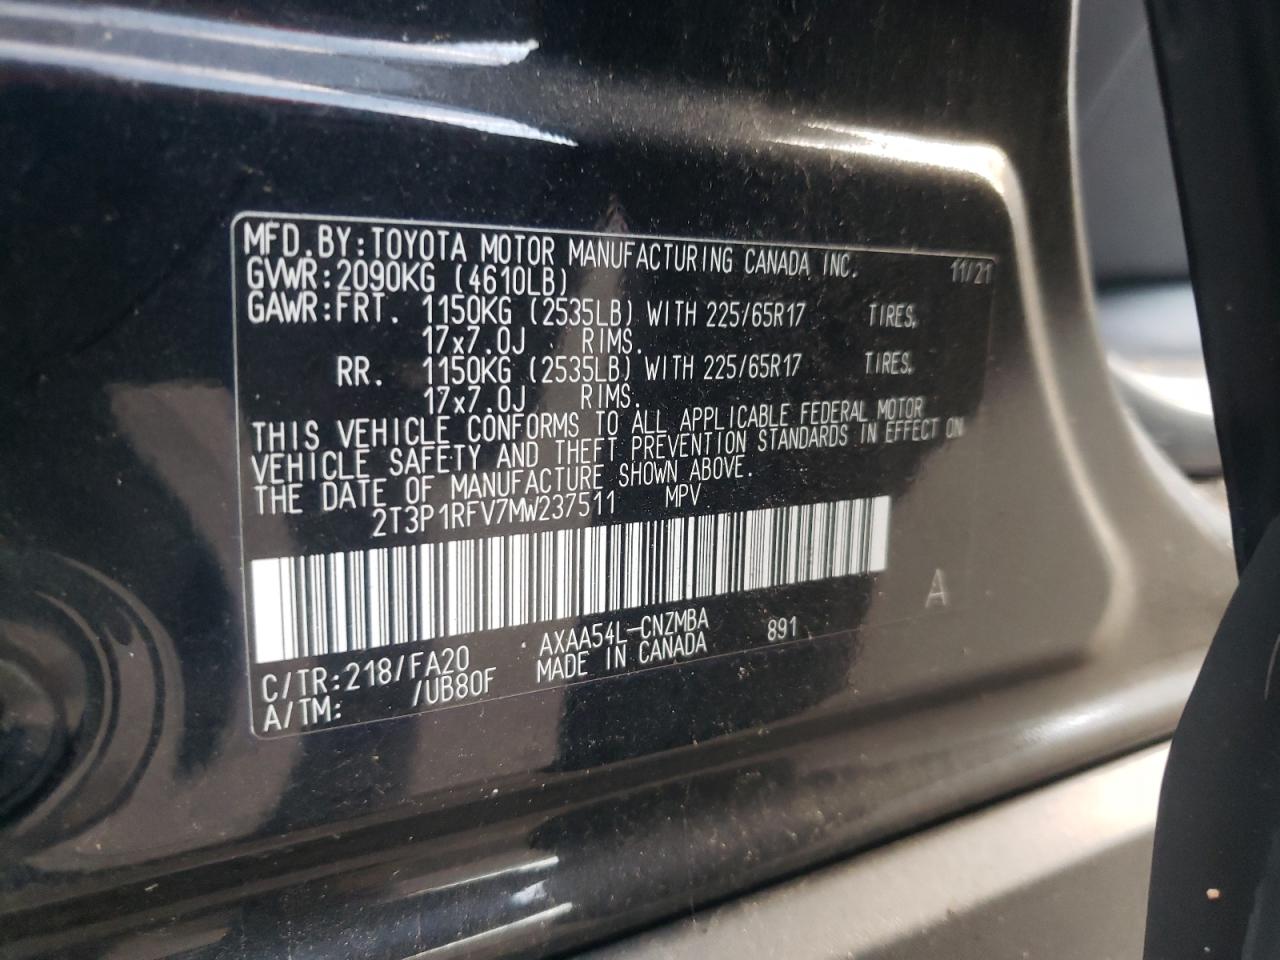 MFD.BY:TOYOTA MOTOR MANUFACTURING CANADA INC. 11/21
GVWR:2090KG (4610LB)
GAWR:FRT. 1150KG (2535LB) WITH 225/65R17 TIRES,
17x7.0J RIMS.
RR. 1150KG (2535LB) WITH 225/65R17 TIRES,
17x7.0J RIMS.
THIS VEHICLE CONFORMS TO ALL APPLICABLE FEDERAL MOTOR
VEHICLE SAFETY AND THEFT PREVENTION STANDARDS IN EFFECT ON
THE DATE OF MANUFACTURE SHOWN ABOVE.
2T3P1RFV7MW237511 MPV
A
C/TR:218/FA20 AXAA54L-CNZMBA 891
A/TM: /UB80F MADE IN CANADA